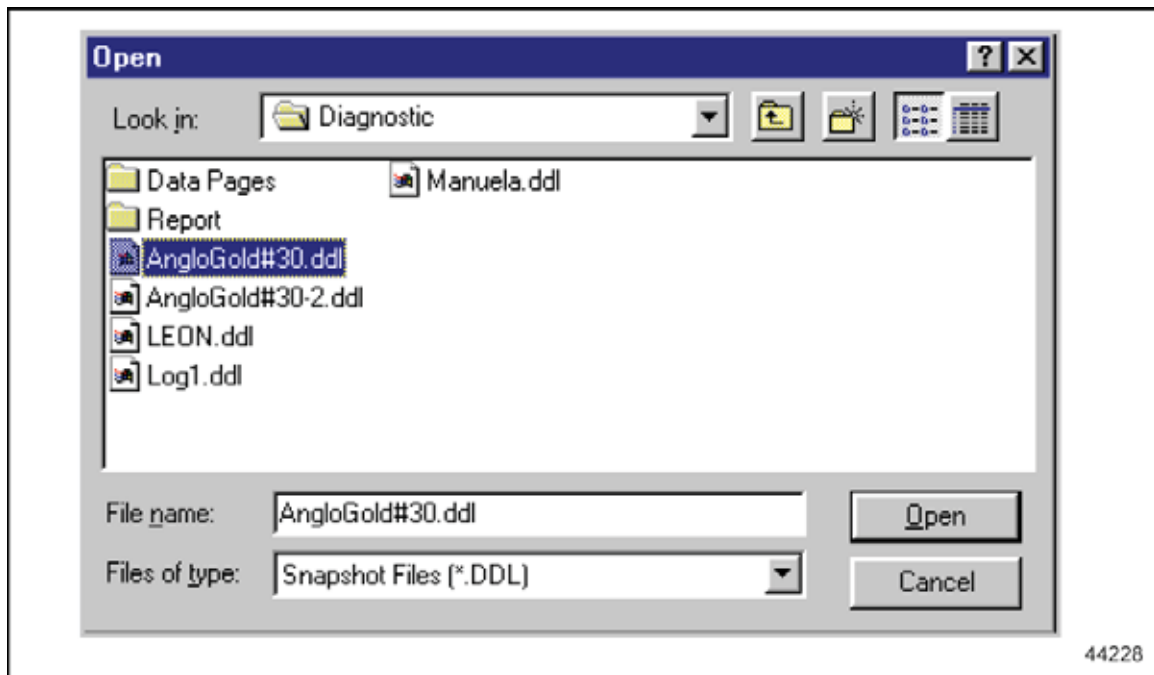 Open
Look in: Diagnostic
Data Pages Manuela.ddl
Report
AngloGold#30.ddl
AngloGold#30-2.ddl
LEON.ddl
Log1.ddl
File name: AngloGold#30.ddl Open
Files of type: Snapshot Files (*.DDL) Cancel
44228